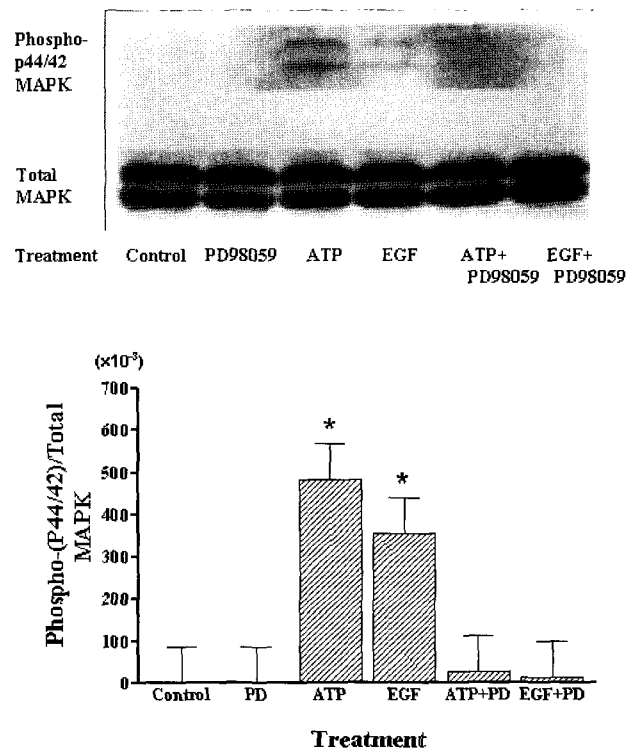 Phospho-
p44/42
MAPK
Total
MAPK
Treatment Control PD98059 ATP EGF ATP+ EGF+
PD98059 PD98059
(×10⁻³)
700
600
500
400
300
200
100
0
Phospho-(P44/42)/Total
MAPK
*
*
Control PD ATP EGF ATP+PD EGF+PD
Treatment